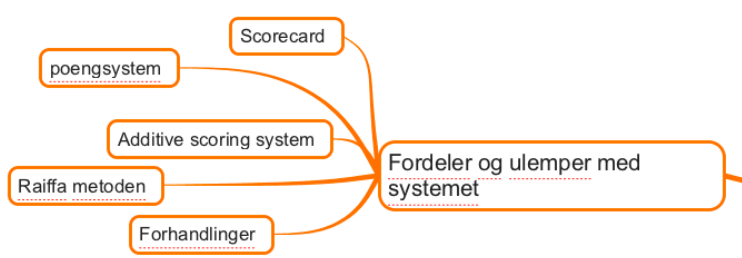 Scorecard
poengsystem
Additive scoring system
Raiffa metoden
Forhandlinger
Fordeler og ulemper med
systemet